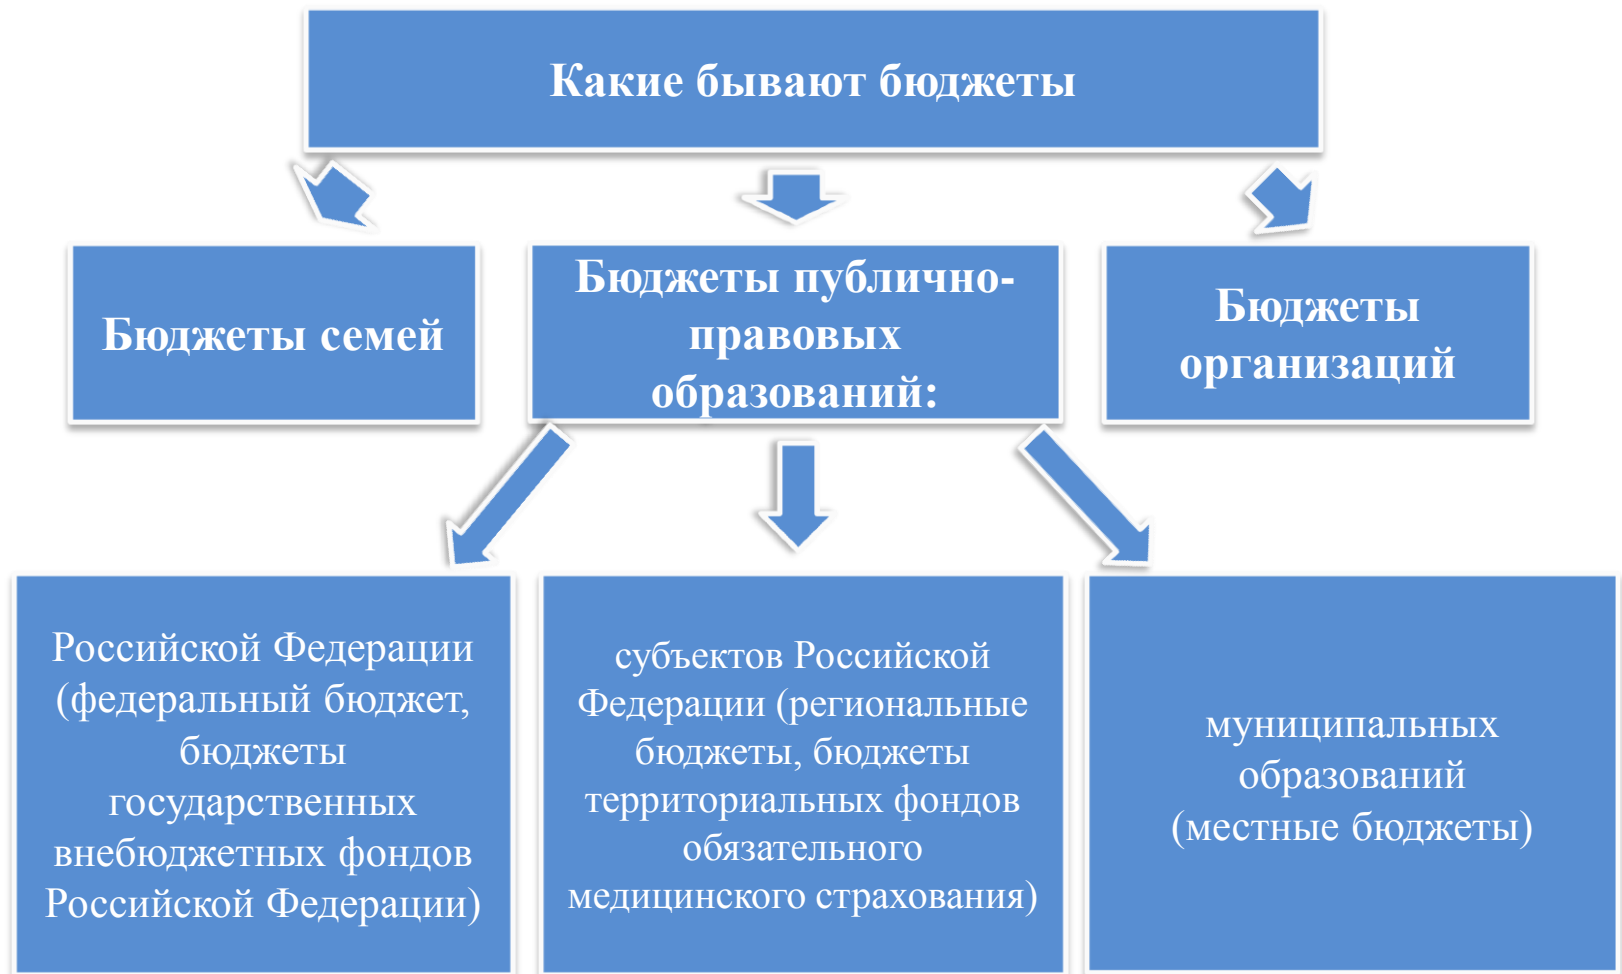 Какие бывают бюджеты
Бюджеты семей
Бюджеты публично-
правовых
образований:
Бюджеты
организаций
Российской Федерации
(федеральный бюджет,
бюджеты
государственных
внебюджетных фондов
Российской Федерации)
субъектов Российской
Федерации (региональные
бюджеты, бюджеты
территориальных фондов
обязательного
медицинского страхования)
муниципальных
образований
(местные бюджеты)